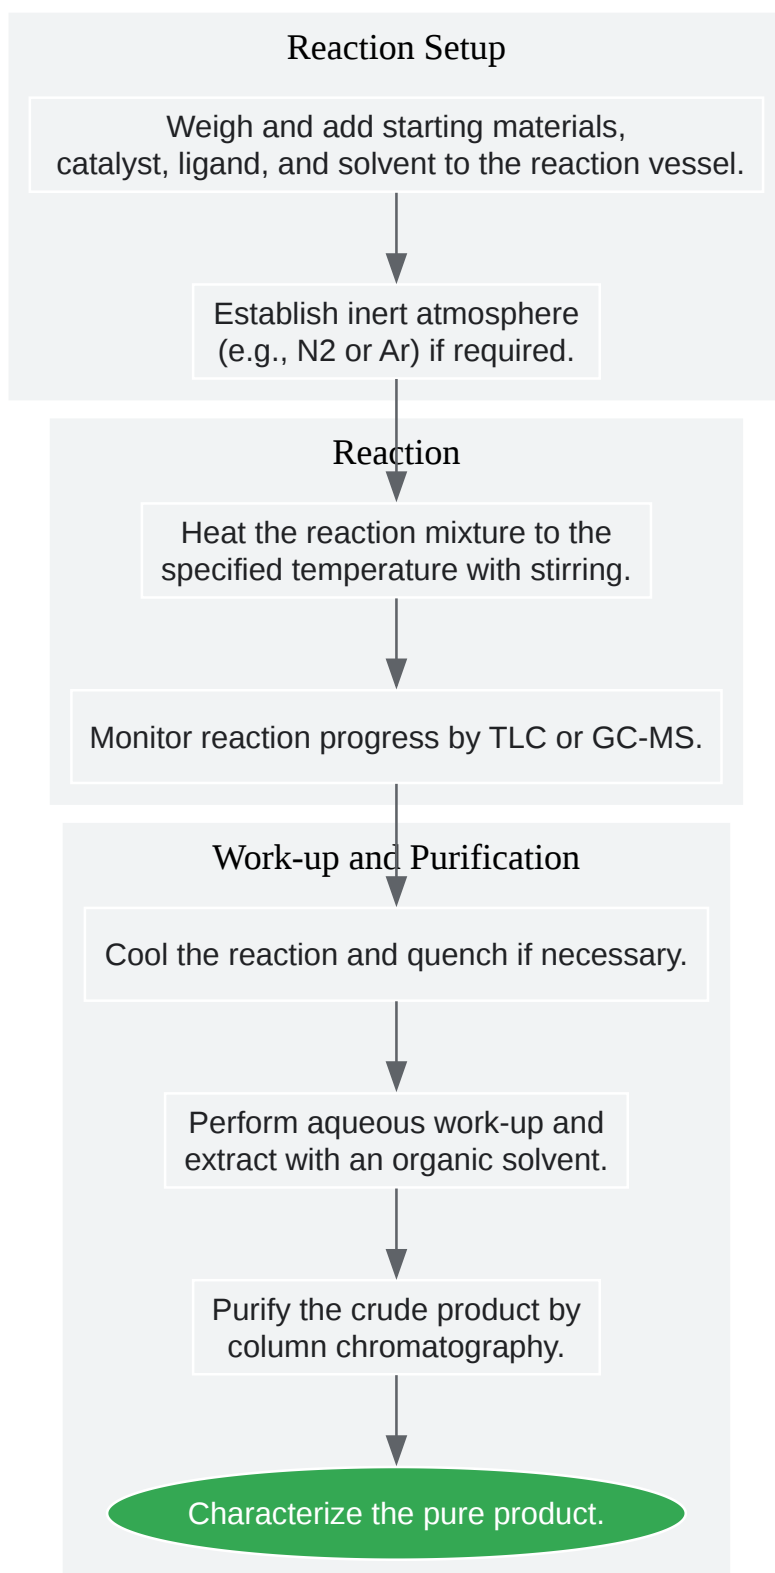 Reaction Setup
Weigh and add starting materials,
catalyst, ligand, and solvent to the reaction vessel.
Establish inert atmosphere
(e.g., N2 or Ar) if required.
Reaction
Heat the reaction mixture to the
specified temperature with stirring.
Monitor reaction progress by TLC or GC-MS.
Work-up and Purification
Cool the reaction and quench if necessary.
Perform aqueous work-up and
extract with an organic solvent.
Purify the crude product by
column chromatography.
Characterize the pure product.